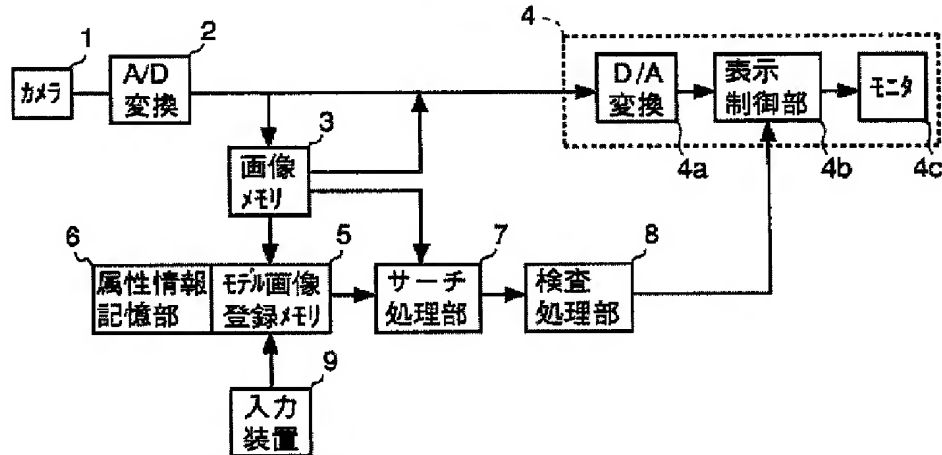 1
カメラ
2
A/D
変換
3
画像
メモリ
4
D/A
変換
4a
表示
制御部
4b
モニタ
4c
6
属性情報
記憶部
5
モデル画像
登録メモリ
7
サーチ
処理部
8
検査
処理部
9
入力
装置